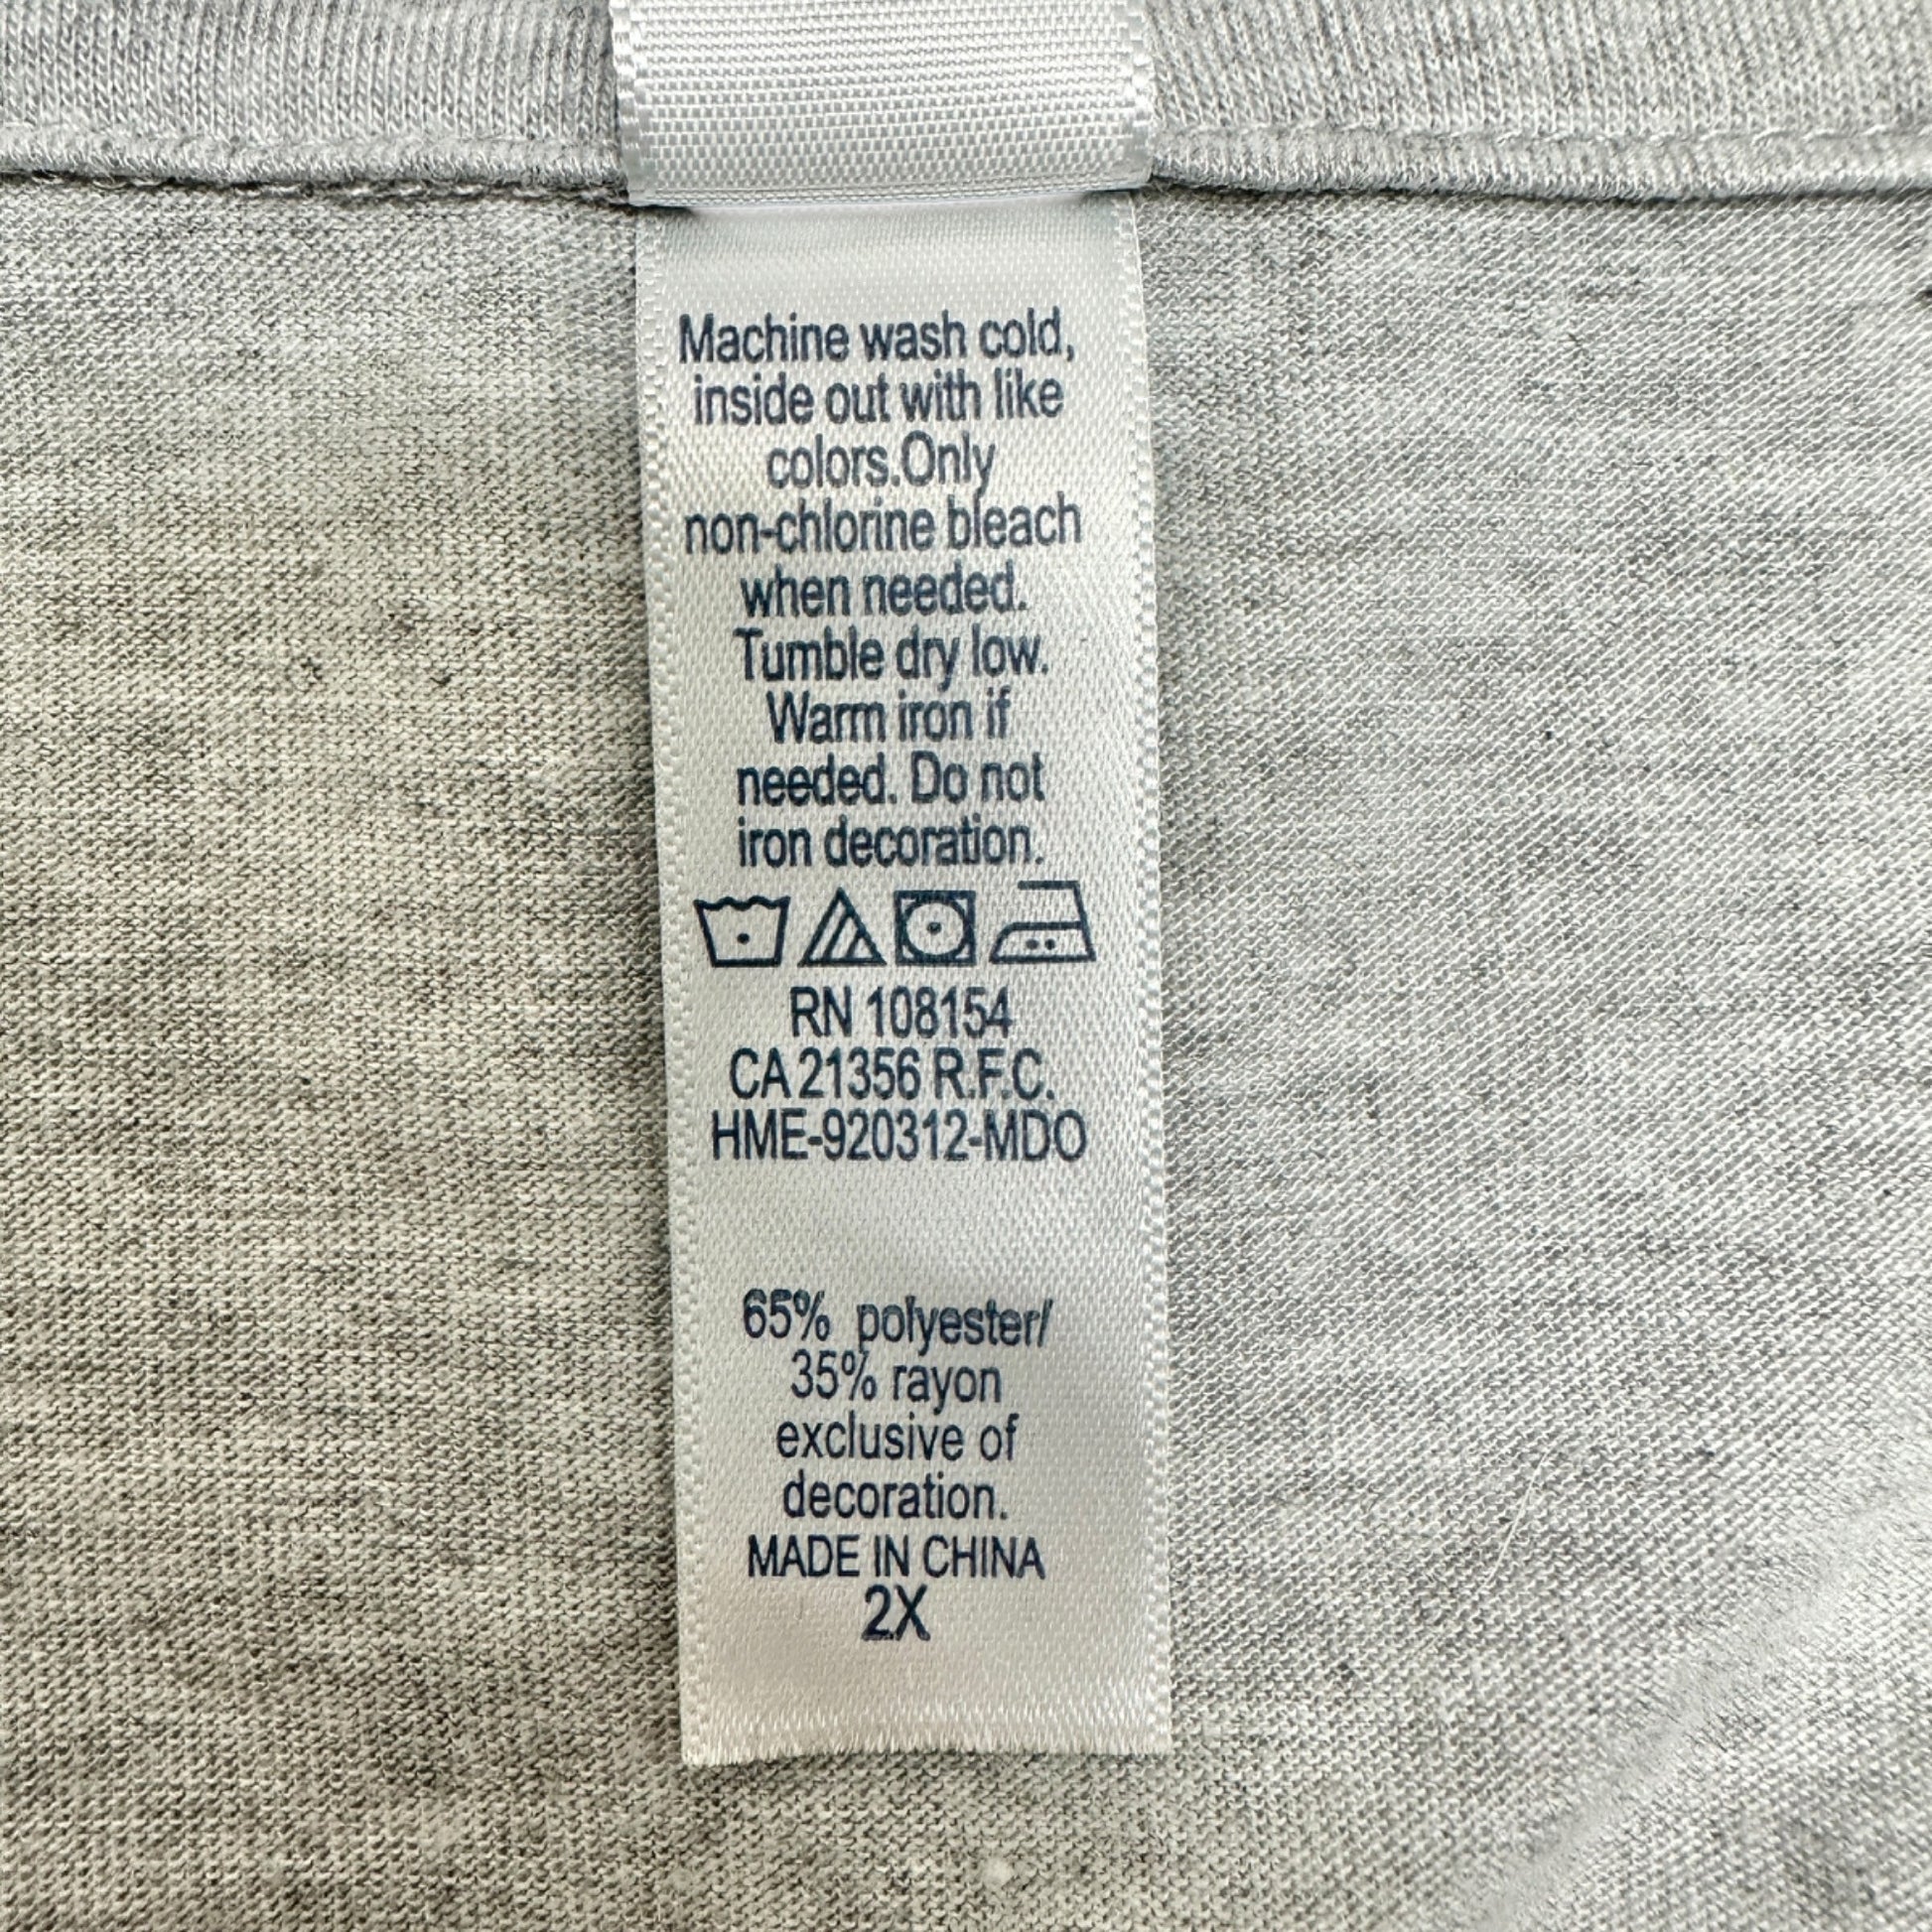 Machine wash cold,
inside out with like
colors.Only
non-chlorine bleach
when needed.
Tumble dry low.
Warm iron if
needed. Do not
iron decoration.
RN 108154
CA 21356 R.F.C.
HME-920312-MDO
65% polyester/
35% rayon
exclusive of
decoration.
MADE IN CHINA
2X